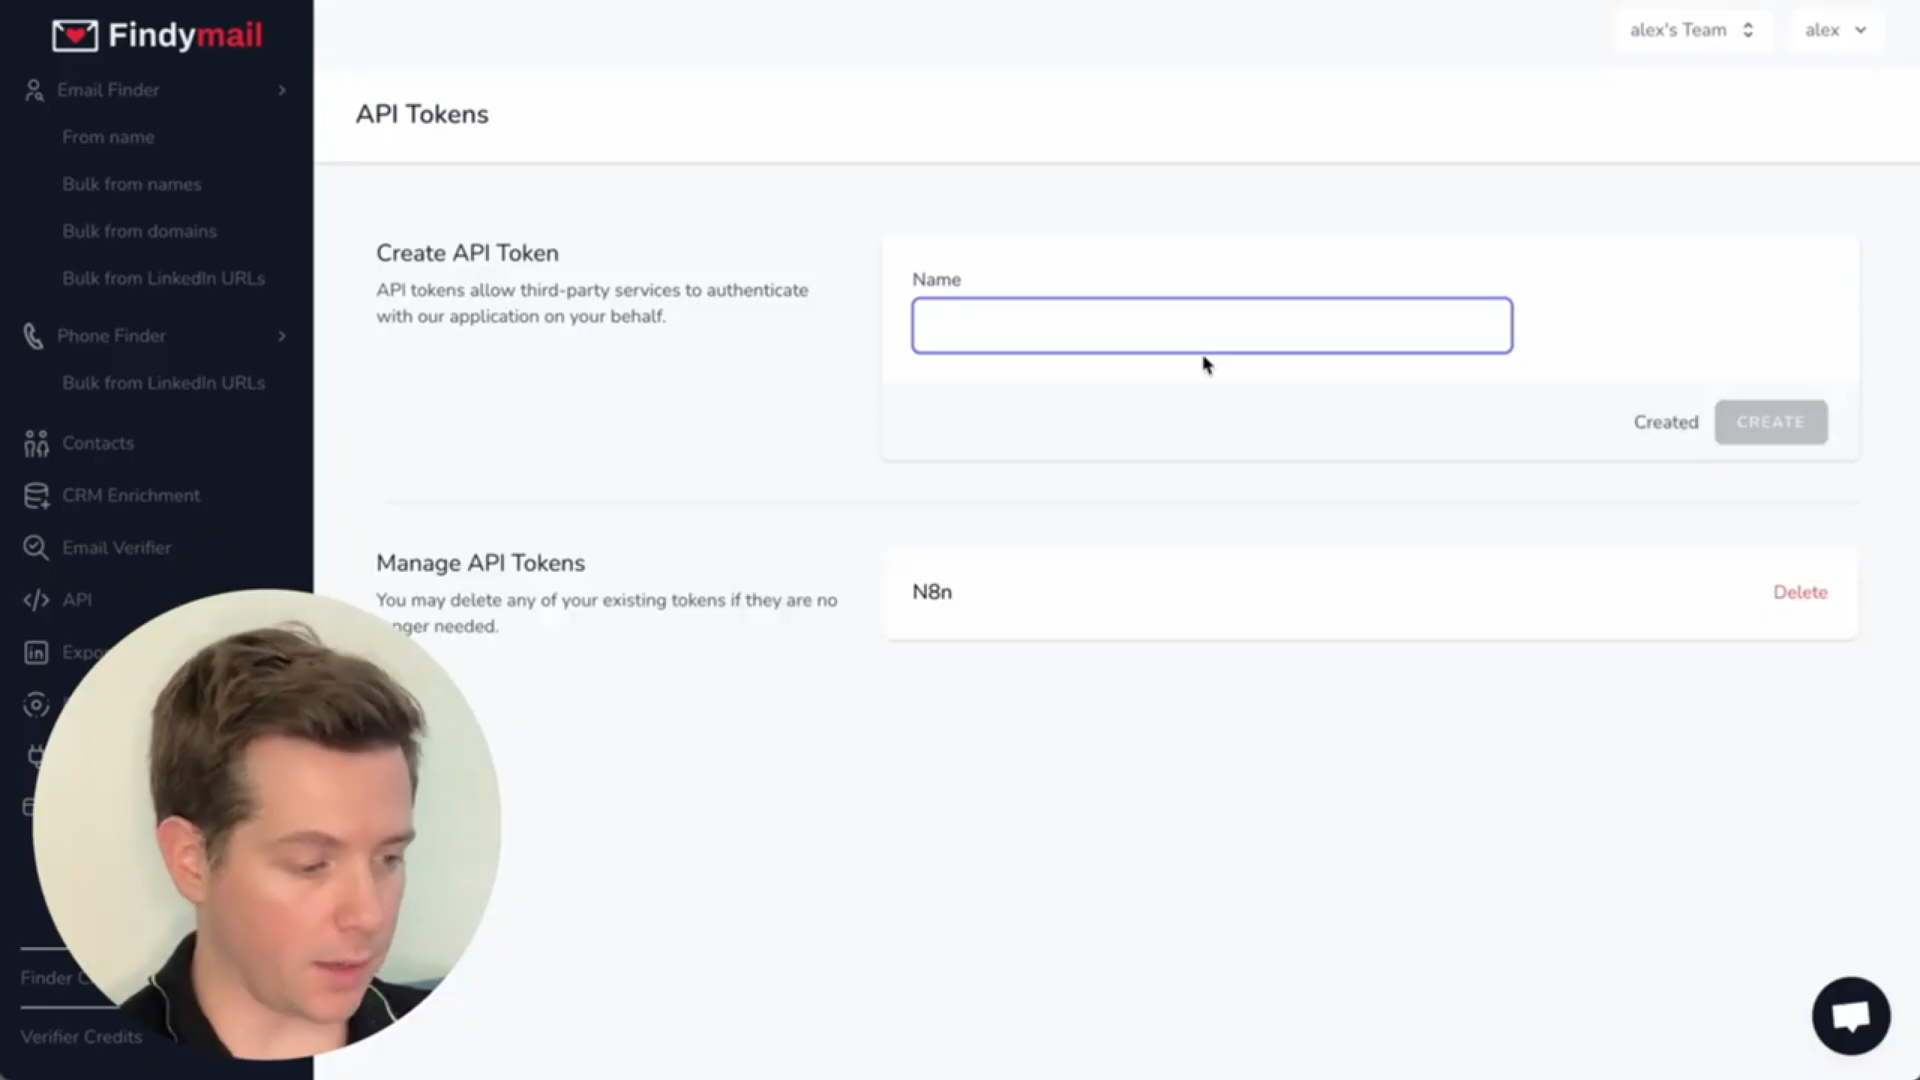 Findymail
alex's Team
alex
Email Finder
From name
Bulk from names
Bulk from domains
Bulk from LinkedIn URLs
Phone Finder
Bulk from LinkedIn URLs
Contacts
CRM Enrichment
Email Verifier
API
API Tokens
Create API Token
API tokens allow third-party services to authenticate
with our application on your behalf.
Name
Created
CREATE
Manage API Tokens
You may delete any of your existing tokens if they are no
needed.
N8n
Delete
Finder
Verifier Credits